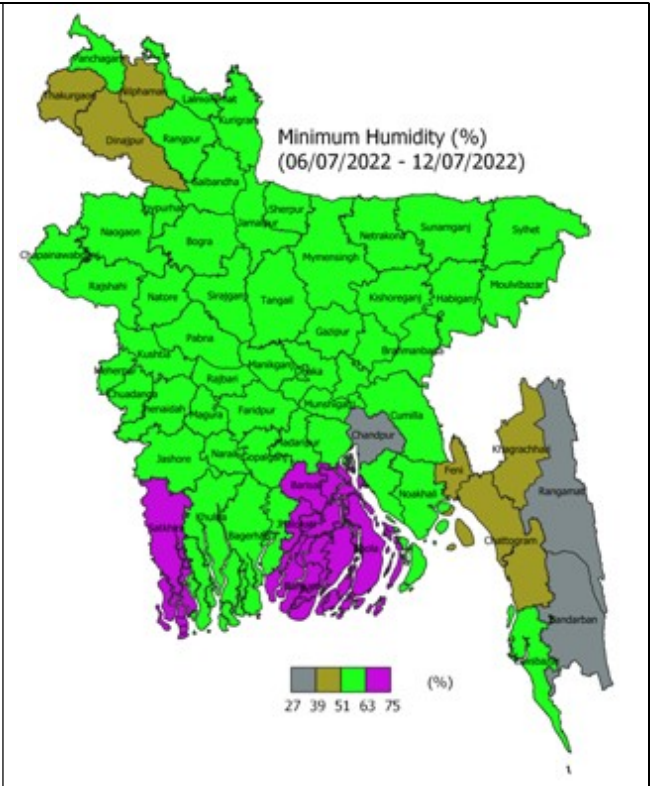 Panchagarh
Thakurgaon
Nilphamari
Lalmonirhat
Kurigram
Dinajpur
Rangpur
Minimum Humidity (%)
(06/07/2022 - 12/07/2022)
Gaibandha
Joypurhat
Sherpur
Jamalpur
Naogaon
Bogra
Netrakona
Sunamganj
Sylhet
Chapainawabganj
Mymensingh
Rajshahi
Natore
Sirajganj
Tangail
Kishoreganj
Habiganj
Moulvibazar
Pabna
Gazipur
Kushtia
Brahmanbaria
Meherpur
Rajbari
Manikganj
Dhaka
Chuadanga
Jhenaidah
Magura
Faridpur
Munshiganj
Cumilla
Chandpur
Khagrachhari
Jashore
Narail
Gopalganj
Madaripur
Feni
Rangamati
Barisal
Noakhali
Satkhira
Khulna
Bagerhat
Jhalokati
Bhola
Chattogram
Bandarban
27 39 51 63 75
(%)